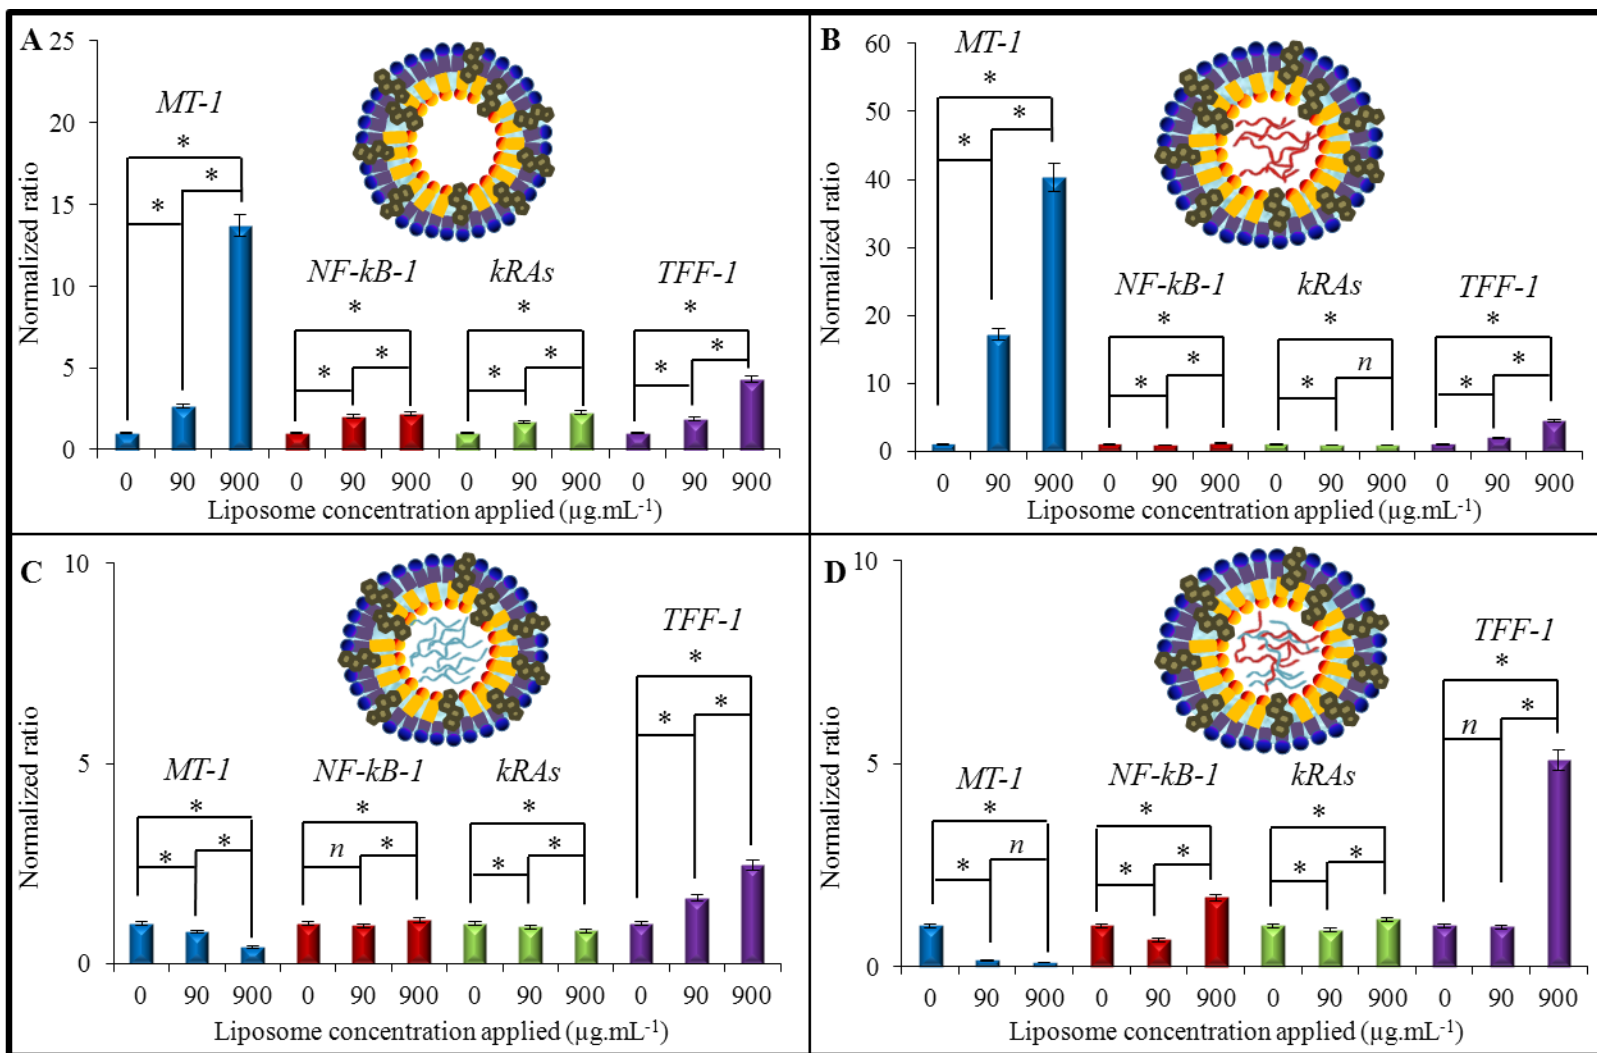 A
25
20
15
10
5
0
Normalized ratio
MT-1
*
*
*
NF-kB-1
*
*
*
kRAs
*
*
*
TFF-1
*
*
*
0 90 900 0 90 900 0 90 900 0 90 900
Liposome concentration applied (µg.mL⁻¹)
B
60
50
40
30
20
10
0
Normalized ratio
MT-1
*
*
*
NF-kB-1
*
*
*
kRAs
*
n
*
TFF-1
*
*
*
0 90 900 0 90 900 0 90 900 0 90 900
Liposome concentration applied (µg.mL⁻¹)
C
10
5
0
Normalized ratio
MT-1
*
*
*
NF-kB-1
*
*
n
kRAs
*
*
*
TFF-1
*
*
*
0 90 900 0 90 900 0 90 900 0 90 900
Liposome concentration applied (µg.mL⁻¹)
D
10
5
0
Normalized ratio
MT-1
*
n
*
NF-kB-1
*
*
*
kRAs
*
*
*
TFF-1
*
*
n
0 90 900 0 90 900 0 90 900 0 90 900
Liposome concentration applied (µg.mL⁻¹)